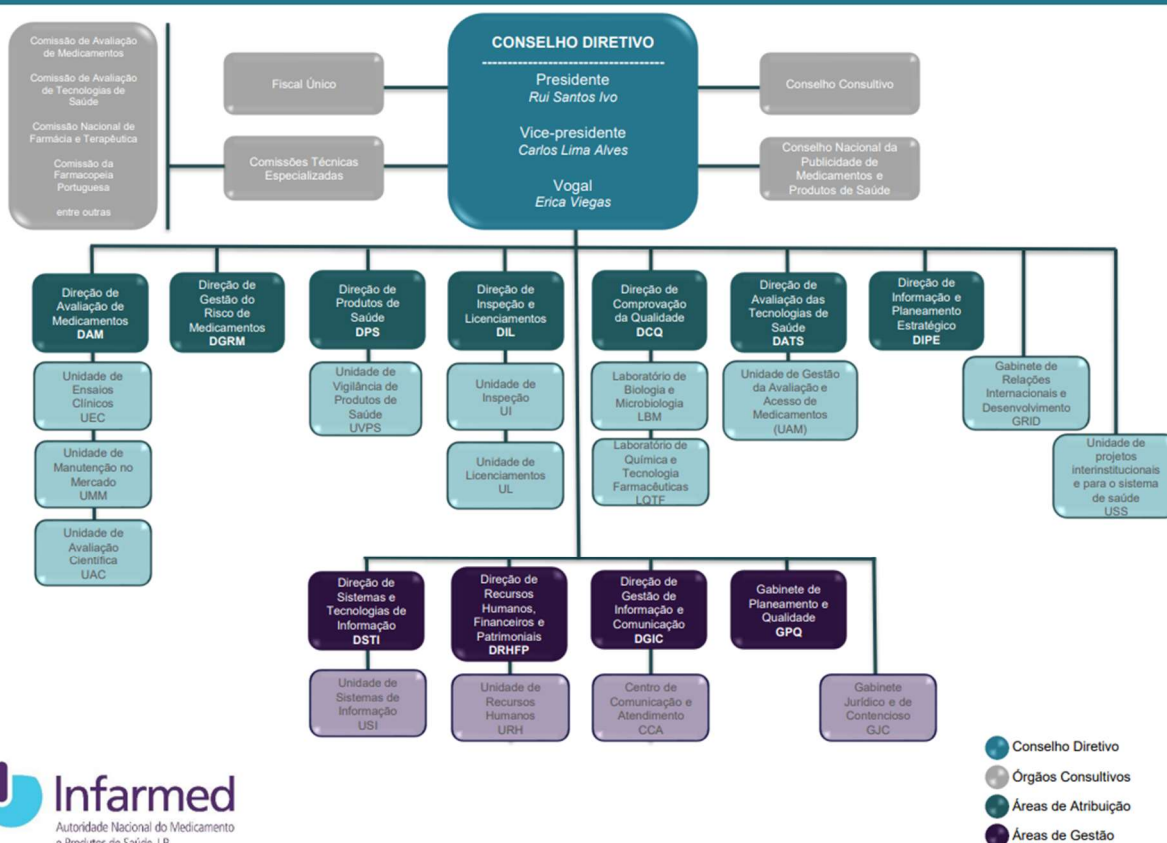 Comissão de Avaliação
de Medicamentos
Comissão de Avaliação
de Tecnologias de
Saúde
Comissão Nacional de
Farmácia e Terapêutica
Comissão da
Farmacopeia
Portuguesa
entre outras
Fiscal Único
Comissões Técnicas
Especializadas
CONSELHO DIRETIVO
------------------------------------
Presidente
Rui Santos Ivo
Vice-presidente
Carlos Lima Alves
Vogal
Erica Viegas
Conselho Consultivo
Conselho Nacional da
Publicidade de
Medicamentos e
Produtos de Saúde
Direção de
Avaliação de
Medicamentos
DAM
Direção de
Gestão do
Risco de
Medicamentos
DGRM
Direção de
Produtos de
Saúde
DPS
Direção de
Inspeção e
Licenciamentos
DIL
Direção de
Comprovação
da Qualidade
DCQ
Direção de
Avaliação das
Tecnologias de
Saúde
DATS
Direção de
Informação e
Planeamento
Estratégico
DIPE
Unidade de
Ensaios
Clínicos
UEC
Unidade de
Manutenção no
Mercado
UMM
Unidade de
Avaliação
Científica
UAC
Unidade de
Vigilância de
Produtos de
Saúde
UVPS
Unidade de
Inspeção
UI
Unidade de
Licenciamentos
UL
Laboratório de
Biologia e
Microbiologia
LBM
Laboratório de
Química e
Tecnologia
Farmacêuticas
LQTF
Unidade de Gestão
da Avaliação e
Acesso de
Medicamentos
(UAM)
Gabinete de
Relações
Internacionais e
Desenvolvimento
GRID
Unidade de
projetos
interinstitucionais
e para o sistema
de saúde
USS
Direção de
Sistemas e
Tecnologias de
Informação
DSTI
Direção de
Recursos
Humanos,
Financeiros e
Patrimoniais
DRHFP
Direção de
Gestão de
Informação e
Comunicação
DGIC
Gabinete de
Planeamento e
Qualidade
GPQ
Unidade de
Sistemas de
Informação
USI
Unidade de
Recursos
Humanos
URH
Centro de
Comunicação e
Atendimento
CCA
Gabinete
Jurídico e de
Contencioso
GJC
Conselho Diretivo
Órgãos Consultivos
Áreas de Atribuição
Áreas de Gestão
Infarmed
Autoridade Nacional do Medicamento
e Produtos de Saúde, I.P.